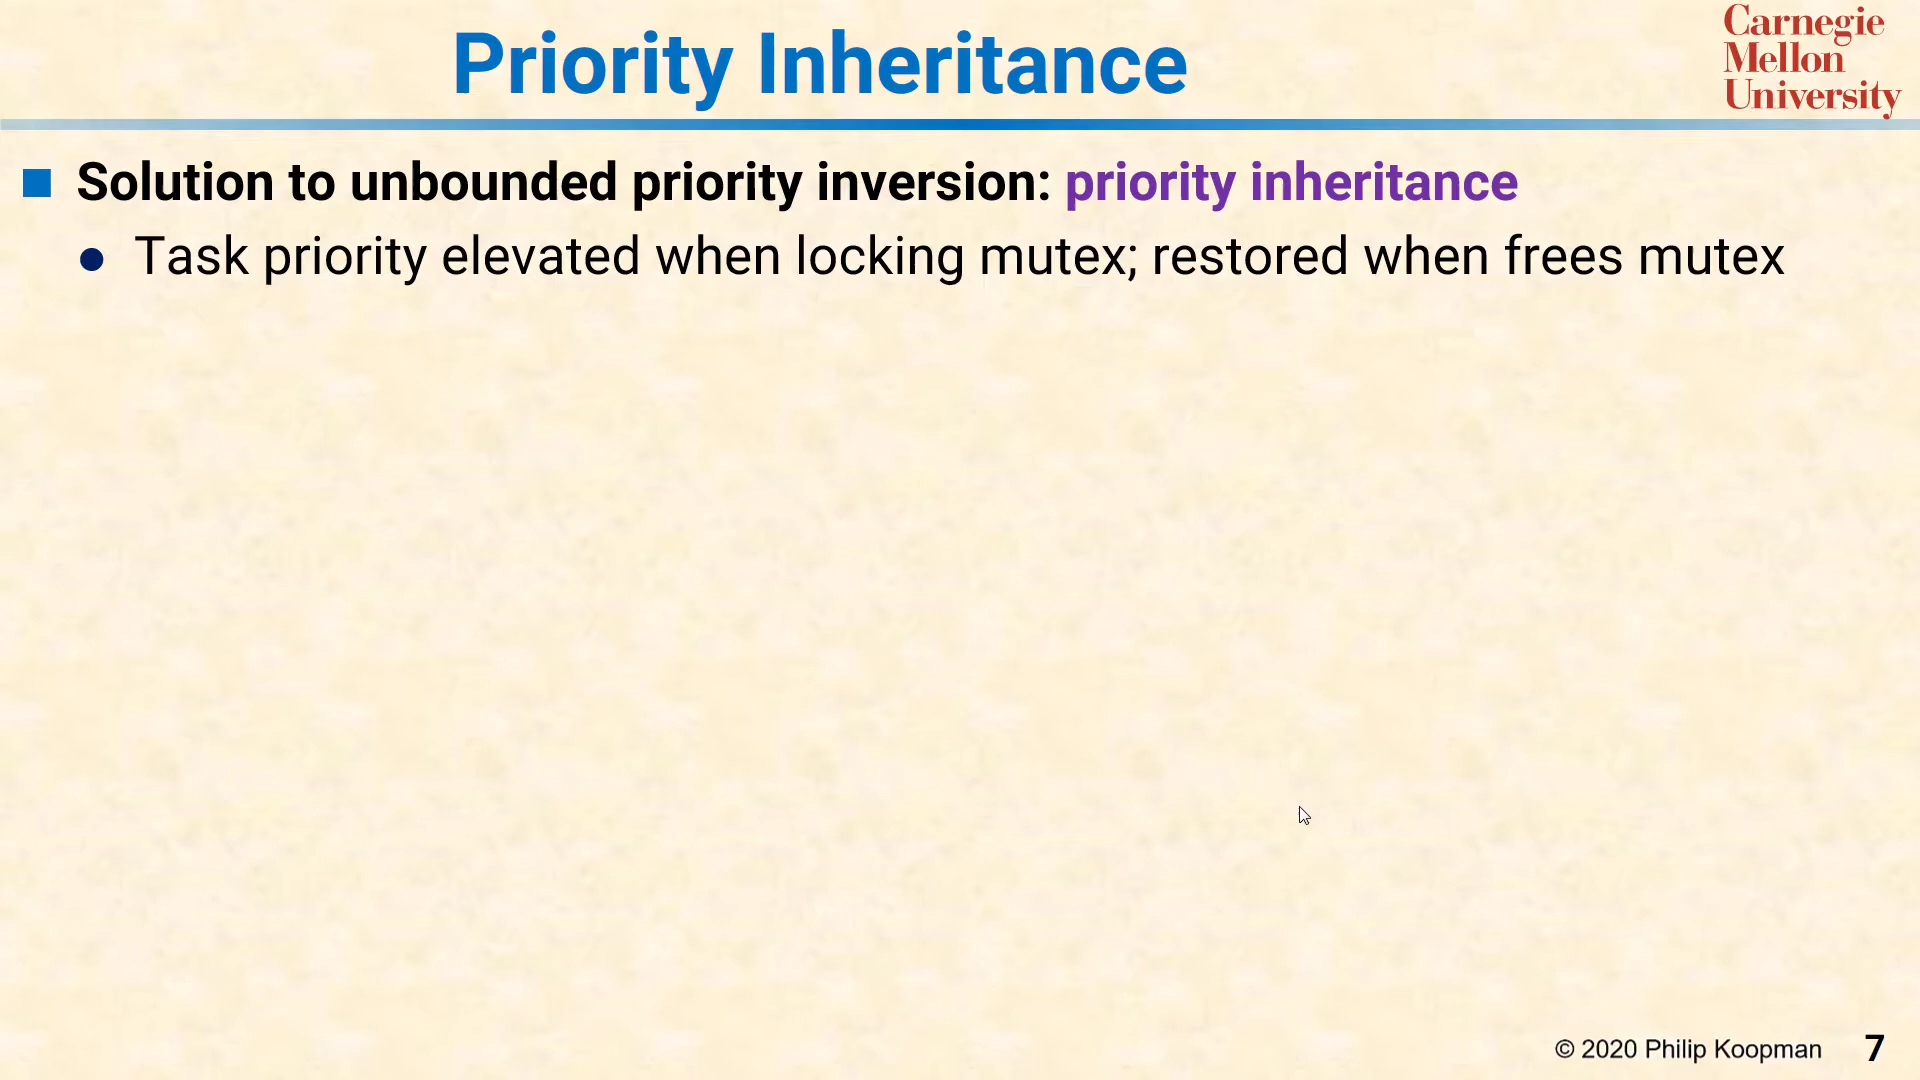 Priority Inheritance
Carnegie
Mellon
University
Solution to unbounded priority inversion: priority inheritance
Task priority elevated when locking mutex; restored when frees mutex
© 2020 Philip Koopman 7